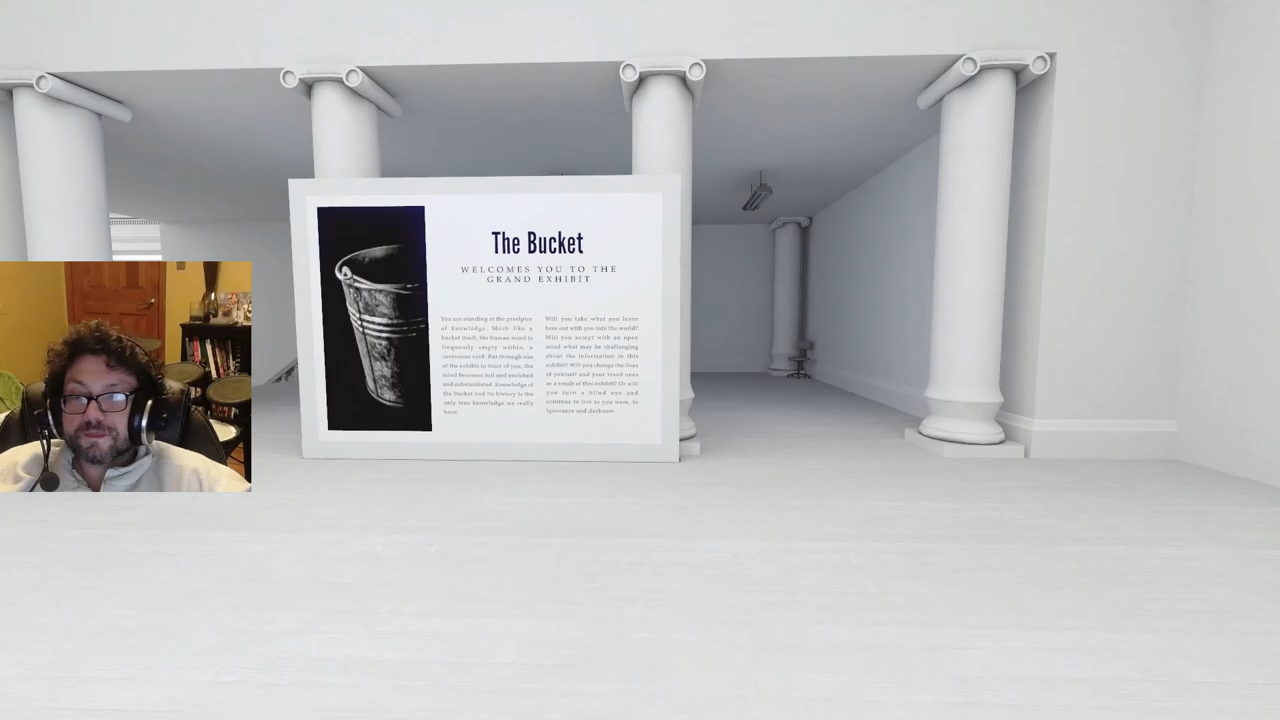 The Bucket
WELCOMES YOU TO THE
GRAND EXHIBIT
You are standing at the precipice
of knowledge. Much like a
bucket itself, the human mind is
frequently empty within, a
cavernous void. But through use
of the exhibit in front of you, the
mind becomes full and enriched
and substantiated. Knowledge of
the bucket and its history is the
only true knowledge we really
have.
Will you take what you learn
here out with you into the world?
Will you accept with an open
mind what may be challenging
about the information in this
exhibit? Will you change the lives
of yourself and your loved ones
as a result of this exhibit? Or will
you turn a blind eye and
continue to live as you were, in
ignorance and darkness.